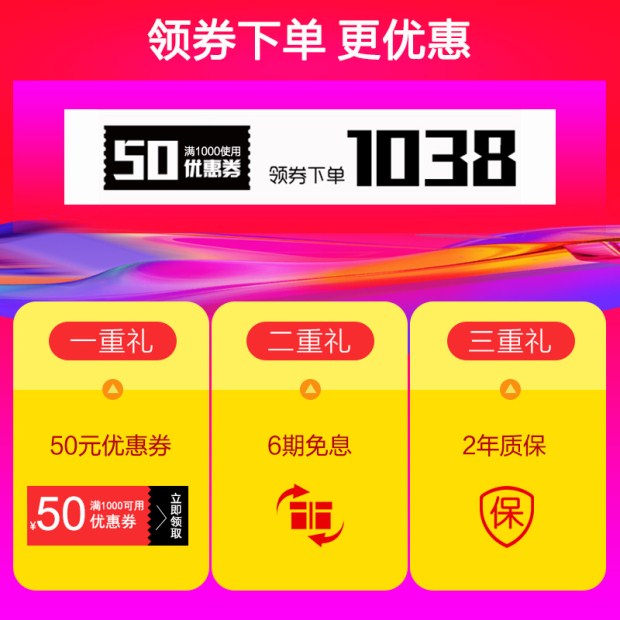 领券下单 更优惠
50 满1000使用
优惠券
领券下单 1038
一重礼
50元优惠券
¥50 满1000可用
优惠券
立即领取
二重礼
6期免息
三重礼
2年质保
保